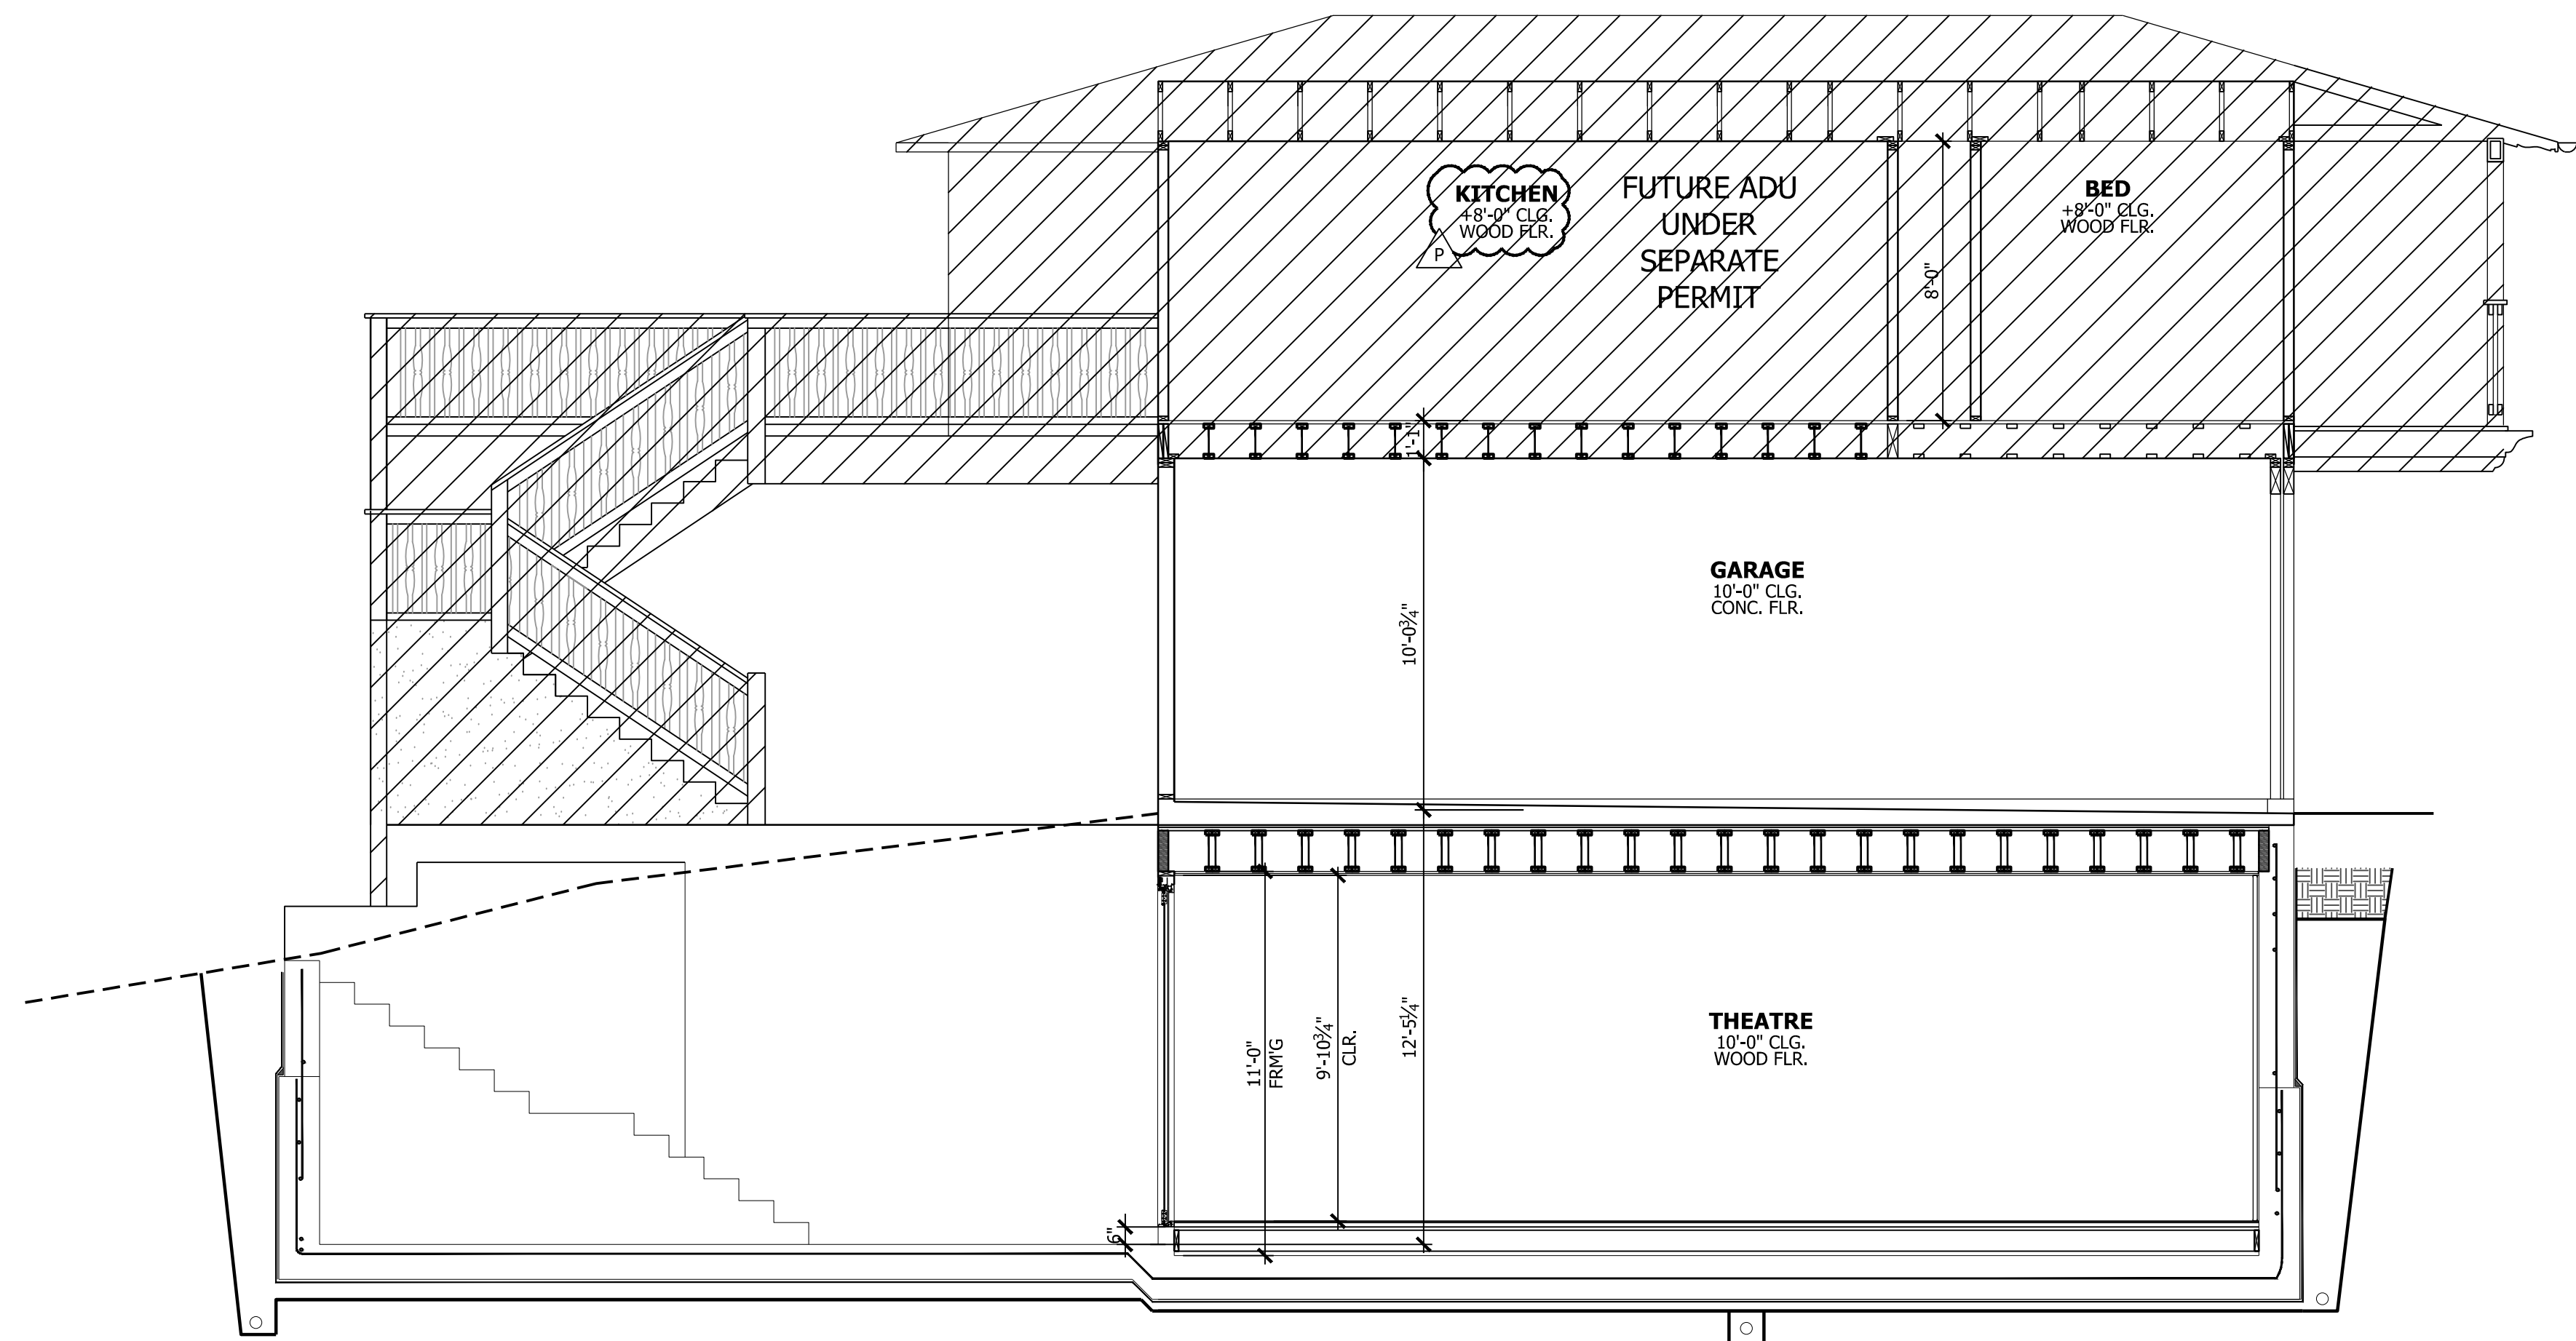 KITCHEN
+8'-0" CLG.
WOOD FLR.
P
FUTURE ADU
UNDER
SEPARATE
PERMIT
BED
+8'-0" CLG.
WOOD FLR.
8'-0"
1'-1"
GARAGE
10'-0" CLG.
CONC. FLR.
10'-0¾"
THEATRE
10'-0" CLG.
WOOD FLR.
11'-0"
FRM'G
9'-10¾"
CLR.
12'-5¼"
6"